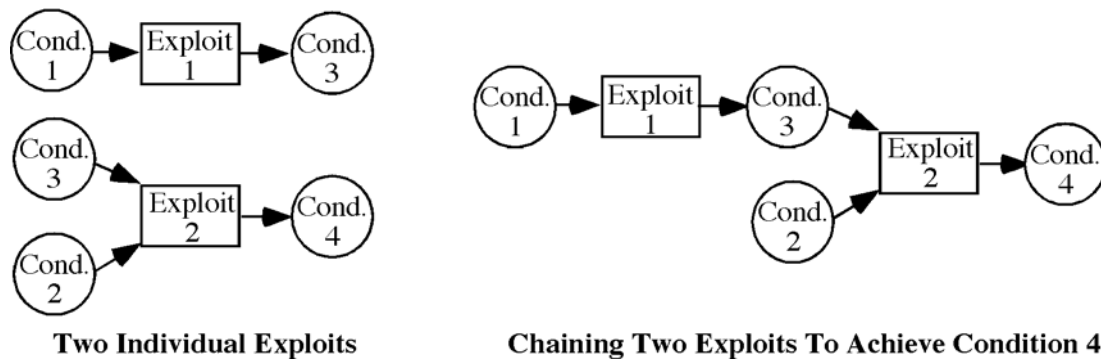 Cond.
1
Exploit
1
Cond.
3
Cond.
3
Cond.
2
Exploit
2
Cond.
4
Two Individual Exploits
Cond.
1
Exploit
1
Cond.
3
Cond.
2
Exploit
2
Cond.
4
Chaining Two Exploits To Achieve Condition 4